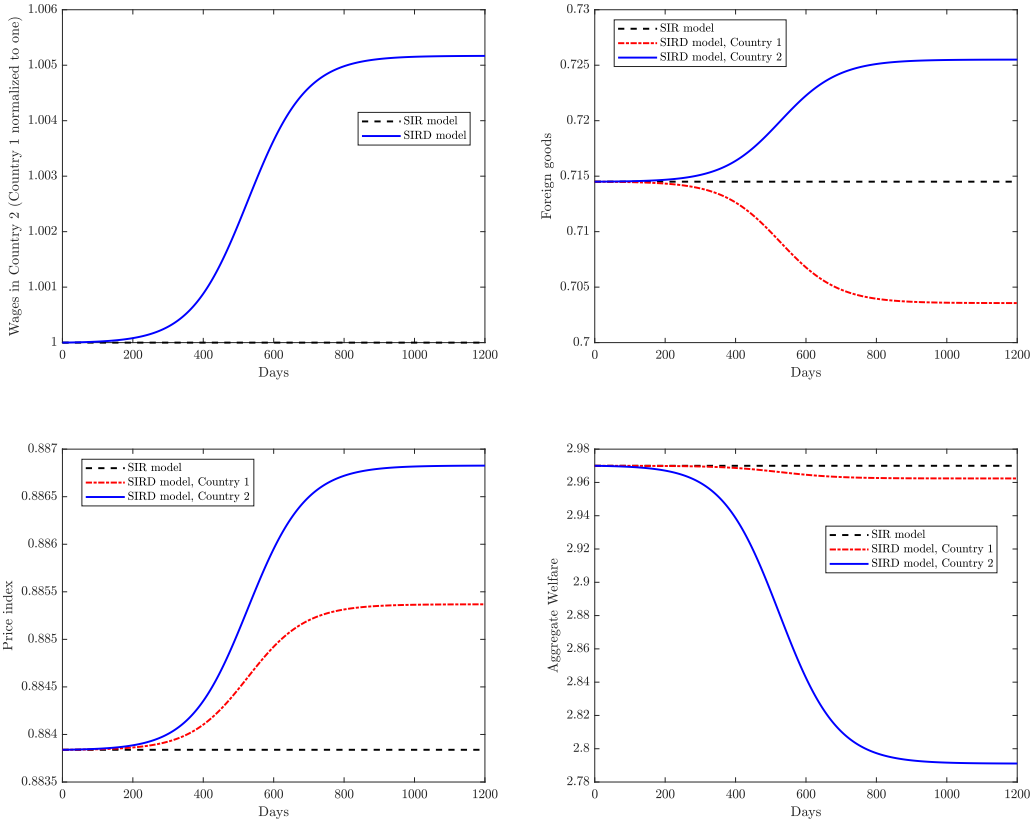 Wages in Country 2 (Country 1 normalized to one)
1.006
1.005
1.004
1.003
1.002
1.001
1
SIR model
SIRD model
0 200 400 600 800 1000 1200
Days
Foreign goods
0.73
0.725
0.72
0.715
0.71
0.705
0.7
SIR model
SIRD model, Country 1
SIRD model, Country 2
0 200 400 600 800 1000 1200
Days
Price index
0.887
0.8865
0.886
0.8855
0.885
0.8845
0.884
0.8835
SIR model
SIRD model, Country 1
SIRD model, Country 2
0 200 400 600 800 1000 1200
Days
Aggregate Welfare
2.98
2.96
2.94
2.92
2.9
2.88
2.86
2.84
2.82
2.8
2.78
SIR model
SIRD model, Country 1
SIRD model, Country 2
0 200 400 600 800 1000 1200
Days